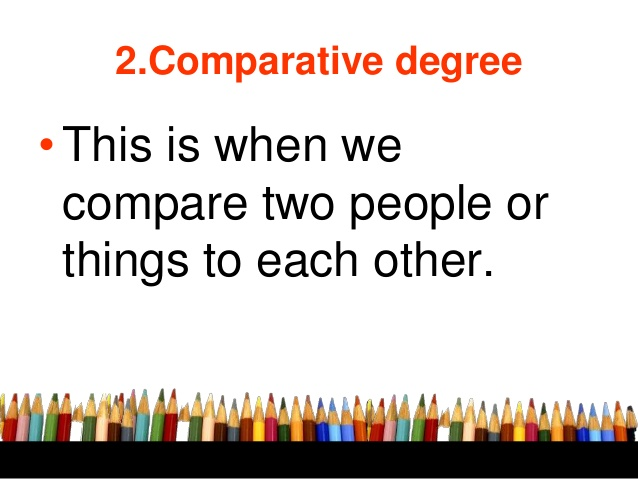 2.Comparative degree
• This is when we
compare two people or
things to each other.